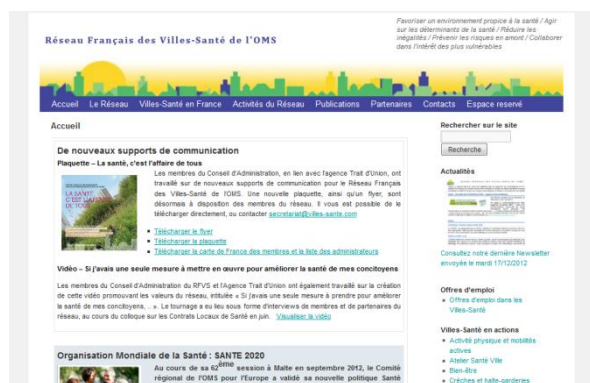 Réseau Français des Villes-Santé de l'OMS
Favoriser un environnement propice à la santé / Agir
sur les déterminants de la santé / Réduire les
inégalités / Prévenir les risques en amont / Collaborer
dans l'intérêt des plus vulnérables
Accueil Le Réseau Villes-Santé en France Activités du Réseau Publications Partenaires Contacts Espace reservé
Accueil
De nouveaux supports de communication
Plaquette – La santé, c'est l'affaire de tous
Les membres du Conseil d'Administration, en lien avec l'agence Trait d'Union, ont
travaillé sur de nouveaux supports de communication pour le Réseau Français
des Villes-Santé de l'OMS. Une nouvelle plaquette, ainsi qu'un flyer, sont
désormais à disposition des membres du réseau. Il vous est possible de le
télécharger directement, ou contacter secretariat@villes-sante.com
LA SANTÉ,
C'EST L'AFFAIRE
DE TOUS
Télécharger le flyer
Télécharger la plaquette
Télécharger la carte de France des membres et la liste des administrateurs
Vidéo – Si j'avais une seule mesure à mettre en œuvre pour améliorer la santé de mes concitoyens
Les membres du Conseil d'Administration du RFVS et l'Agence Trait d'Union ont également travaillé sur la création
de cette vidéo promouvant les valeurs du réseau, intitulée « Si j'avais une seule mesure à prendre pour améliorer
la santé de mes concitoyens, .. ». Le tournage a eu lieu sous forme d'interviews de membres et de partenaires du
réseau, au cours du colloque sur les Contrats Locaux de Santé en juin. Visualiser la vidéo
Organisation Mondiale de la Santé : SANTE 2020
Au cours de sa 62ème session à Malte en septembre 2012, le Comité
régional de l'OMS pour l'Europe a validé sa nouvelle politique Santé
Rechercher sur le site
Recherche
Actualités
Consultez notre dernière Newsletter
envoyée le mardi 17/12/2012
Offres d'emploi
Offres d'emploi dans les
Villes-Santé
Villes-Santé en actions
Activité physique et mobilités
actives
Atelier Santé Ville
Bien-être
Crèches et halte-garderies